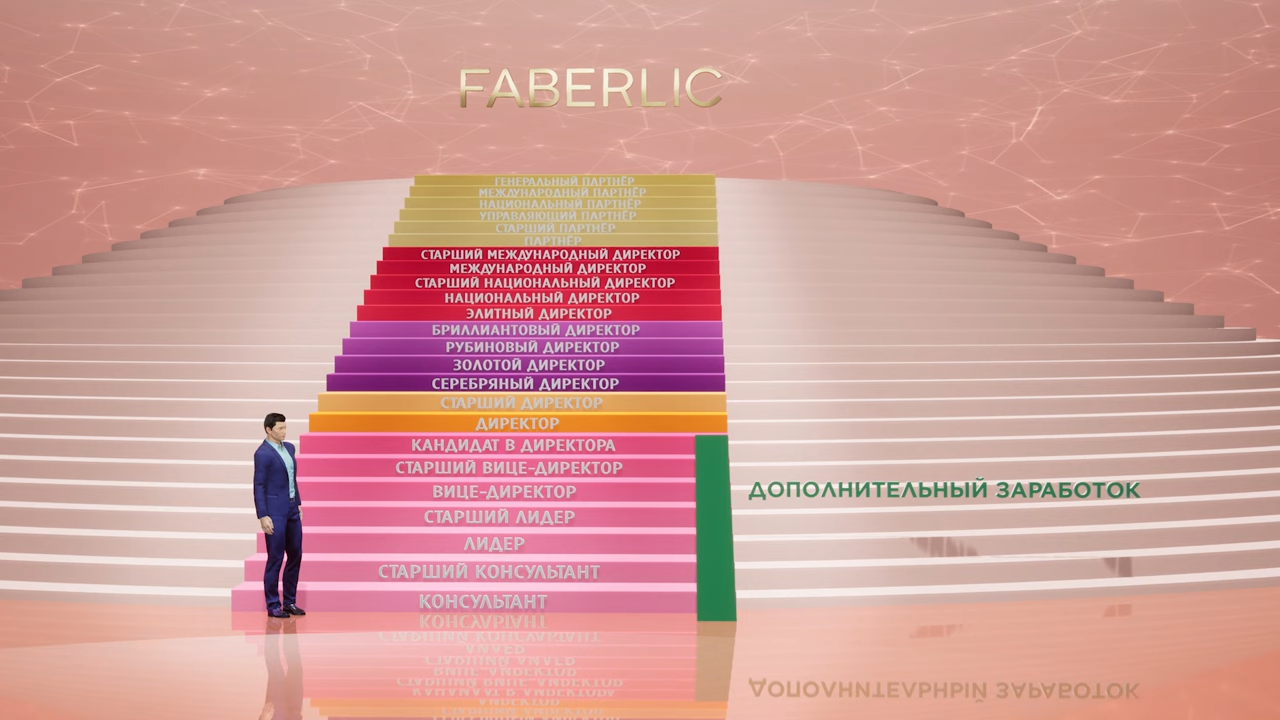 FABERLIC
ГЕНЕРАЛЬНЫЙ ПАРТНЁР
МЕЖДУНАРОДНЫЙ ПАРТНЁР
НАЦИОНАЛЬНЫЙ ПАРТНЁР
УПРАВЛЯЮЩИЙ ПАРТНЁР
СТАРШИЙ ПАРТНЁР
ПАРТНЁР
СТАРШИЙ МЕЖДУНАРОДНЫЙ ДИРЕКТОР
МЕЖДУНАРОДНЫЙ ДИРЕКТОР
СТАРШИЙ НАЦИОНАЛЬНЫЙ ДИРЕКТОР
НАЦИОНАЛЬНЫЙ ДИРЕКТОР
ЭЛИТНЫЙ ДИРЕКТОР
БРИЛЛИАНТОВЫЙ ДИРЕКТОР
РУБИНОВЫЙ ДИРЕКТОР
ЗОЛОТОЙ ДИРЕКТОР
СЕРЕБРЯНЫЙ ДИРЕКТОР
СТАРШИЙ ДИРЕКТОР
ДИРЕКТОР
КАНДИДАТ В ДИРЕКТОРА
СТАРШИЙ ВИЦЕ-ДИРЕКТОР
ВИЦЕ-ДИРЕКТОР
СТАРШИЙ ЛИДЕР
ЛИДЕР
СТАРШИЙ КОНСУЛЬТАНТ
КОНСУЛЬТАНТ
ДОПОЛНИТЕЛЬНЫЙ ЗАРАБОТОК